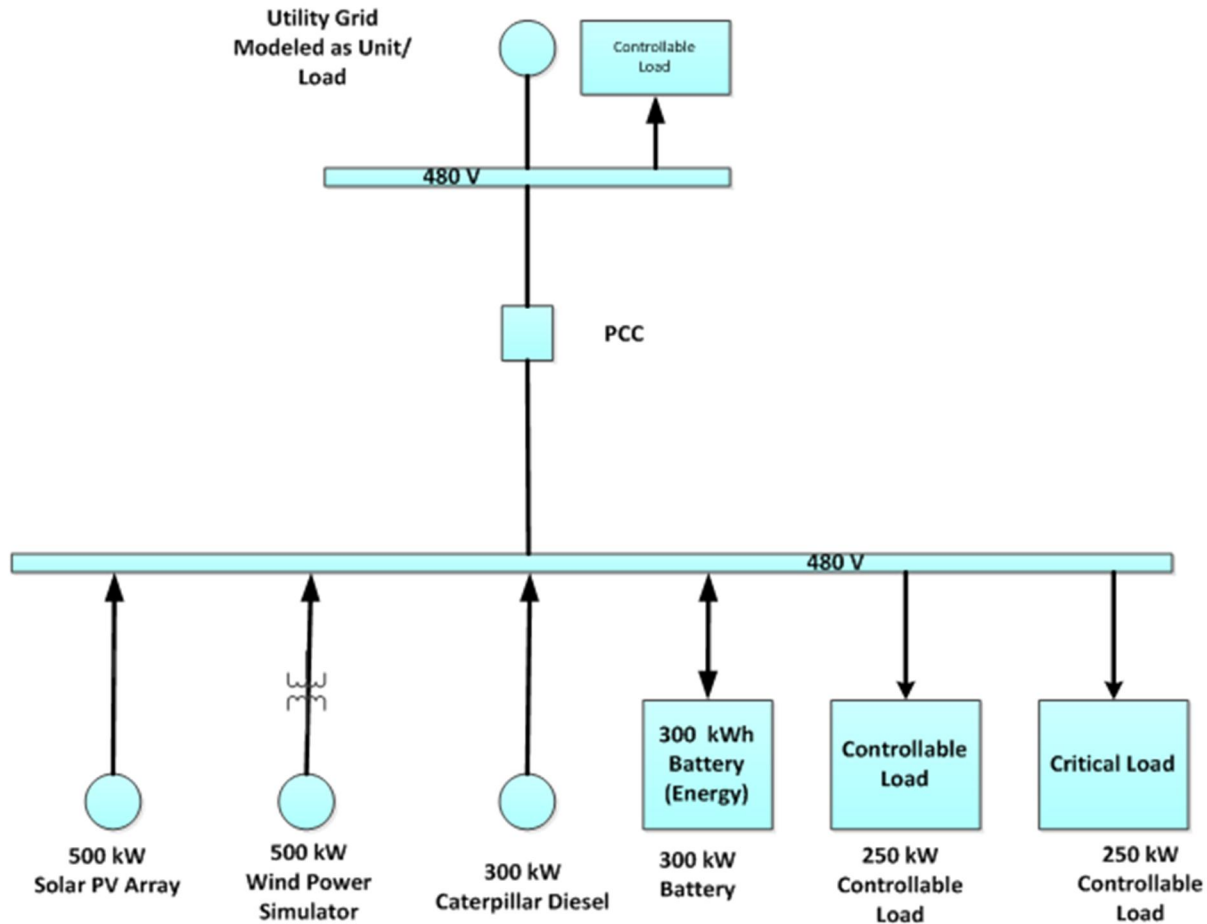 Utility Grid
Modeled as Unit/
Load
Controllable
Load
480 V
PCC
480 V
300 kWh
Battery
(Energy)
Controllable
Load
Critical Load
500 kW
Solar PV Array
500 kW
Wind Power
Simulator
300 kW
Caterpillar Diesel
300 kW
Battery
250 kW
Controllable
Load
250 kW
Controllable
Load